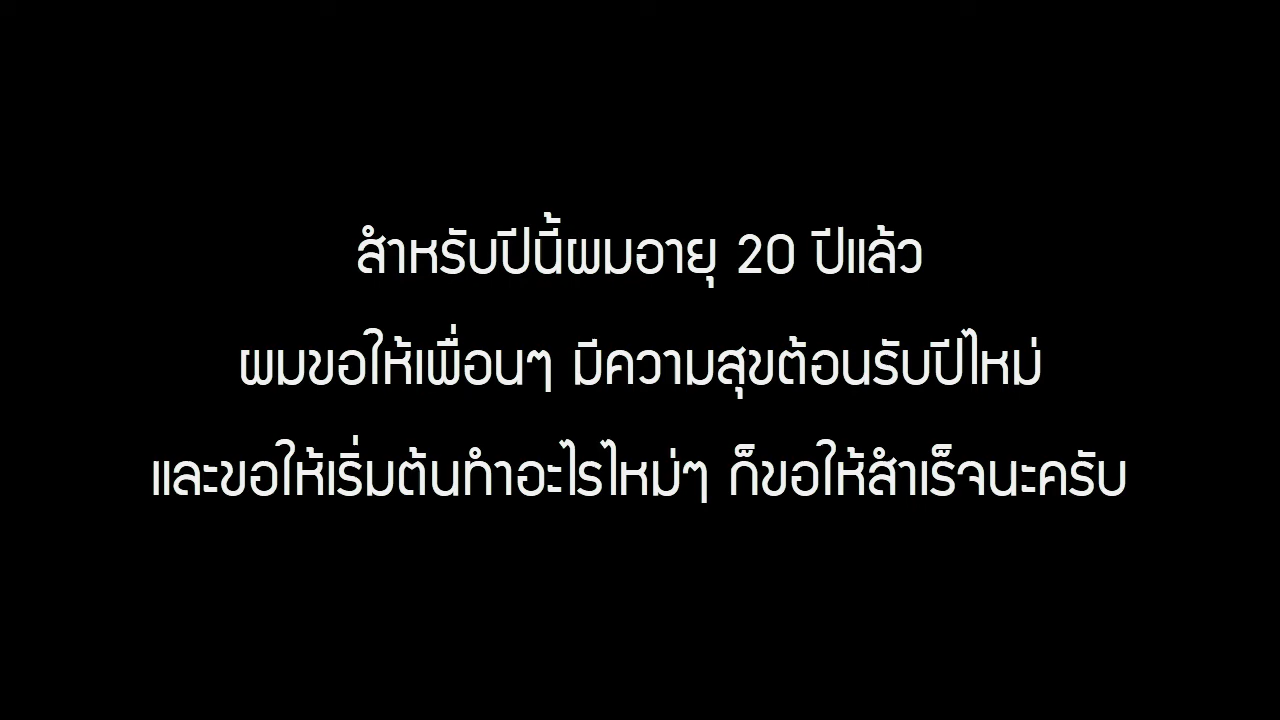 สำหรับปีนี้ผมอายุ 20 ปีแล้ว
ผมขอให้เพื่อนๆ มีความสุขต้อนรับปีไหม่
และขอให้เริ่มต้นทำอะไรไหม่ๆ ก็ขอให้สำเร็จนะครับ